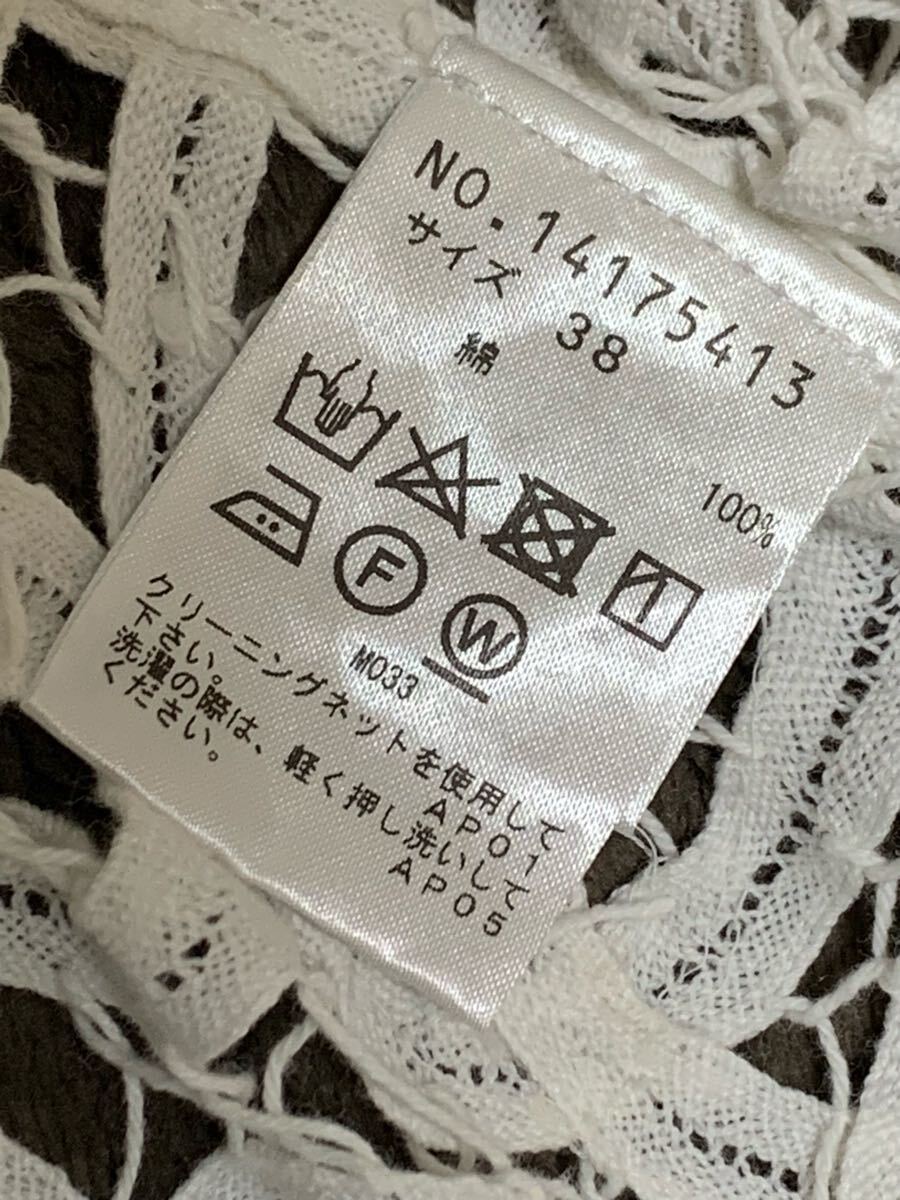 NO.14175413
サイズ 38
綿 100%
F W
M033
クリーニングネットを使用して
下さい。 AP01
洗濯の際は、軽く押し洗いして
ください。 AP05